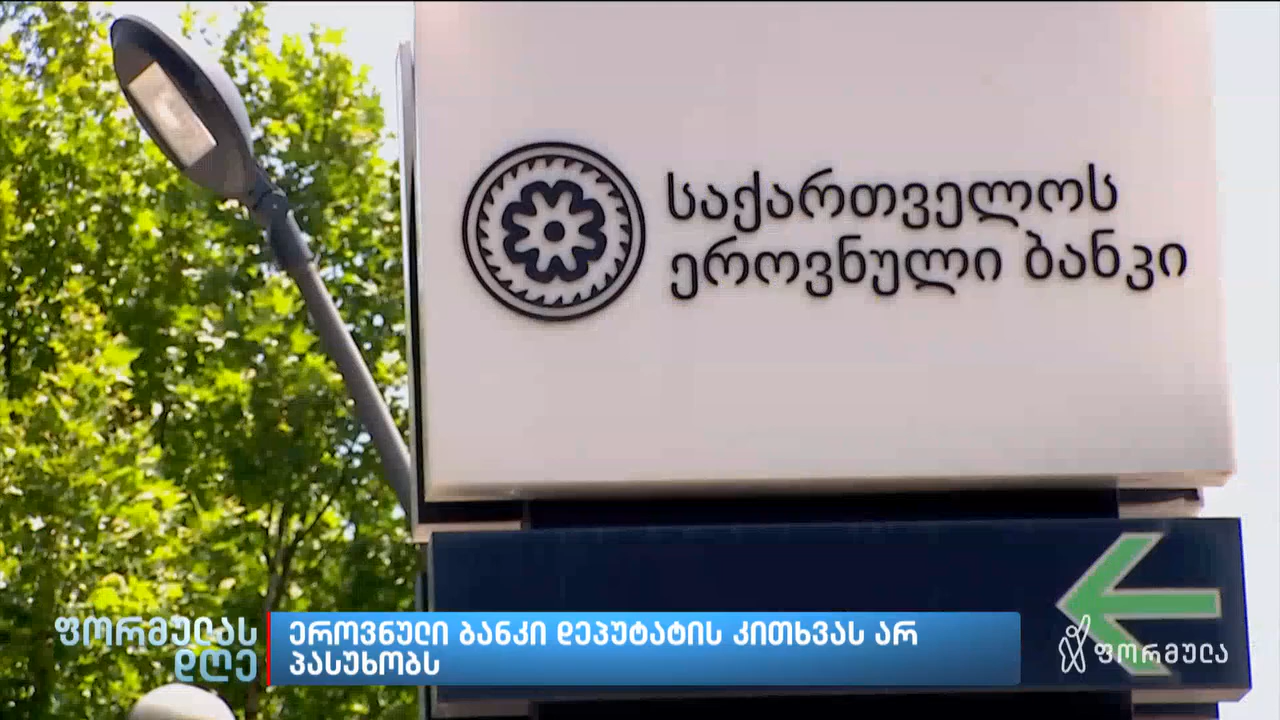 საქართველოს
ეროვნული ბანკი
ფორმულას
დღე
ეროვნული ბანკი დეპუტატის კითხვას არ
პასუხობს
ფორმულა